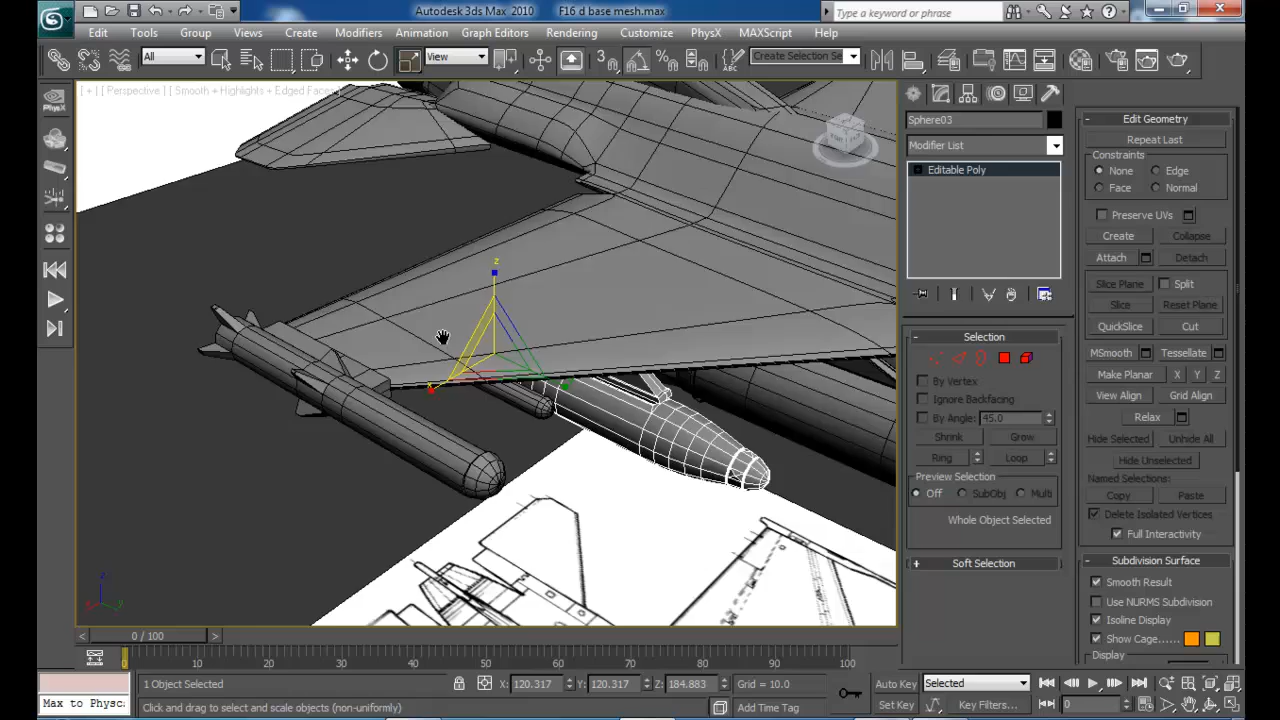 Autodesk 3ds Max 2010 F16 d base mesh.max
Type a keyword or phrase
Edit Tools Group Views Create Modifiers Animation Graph Editors Rendering Customize PhysX MAXScript Help
All View 3 Create Selection Se
[ + ] [ Perspective ] [ Smooth + Highlights + Edged Faces ]
PhysX
z
x
Sphere03
Modifier List
Editable Poly
- Selection
By Vertex
Ignore Backfacing
By Angle: 45.0
Shrink Grow
Ring Loop
Preview Selection
Off SubObj Multi
Whole Object Selected
+ Soft Selection
- Edit Geometry
Repeat Last
Constraints
None Edge
Face Normal
Preserve UVs
Create Collapse
Attach Detach
Slice Plane Split
Slice Reset Plane
QuickSlice Cut
MSmooth Tessellate
Make Planar X Y Z
View Align Grid Align
Relax
Hide Selected Unhide All
Hide Unselected
Named Selections:
Copy Paste
Delete Isolated Vertices
Full Interactivity
- Subdivision Surface
Smooth Result
Use NURMS Subdivision
Isoline Display
Show Cage......
Display
z
x y
< 0 / 100 >
0 10 20 30 40 50 60 70 80 90 100
Max to Physc
1 Object Selected X: 120.317 Y: 120.317 Z: 184.883 Grid = 10.0 Auto Key Selected
Click and drag to select and scale objects (non-uniformly) Add Time Tag Set Key Key Filters... 0